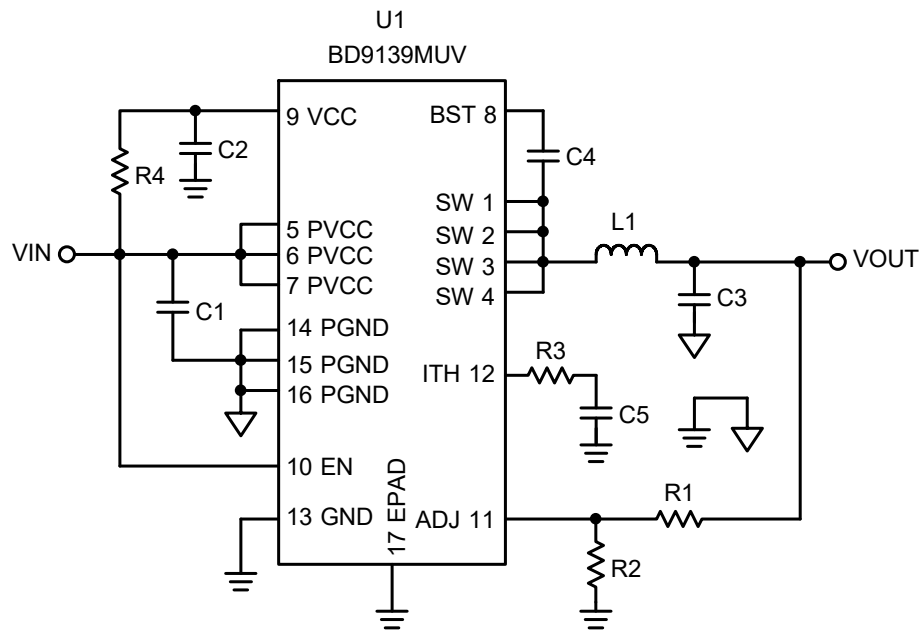 U1
BD9139MUV
9 VCC
BST 8
C2
C4
R4
SW 1
L1
5 PVCC
SW 2
VIN
6 PVCC
SW 3
VOUT
7 PVCC
SW 4
C1
C3
14 PGND
15 PGND
R3
ITH 12
16 PGND
C5
10 EN
17 EPAD
R1
13 GND
ADJ 11
R2